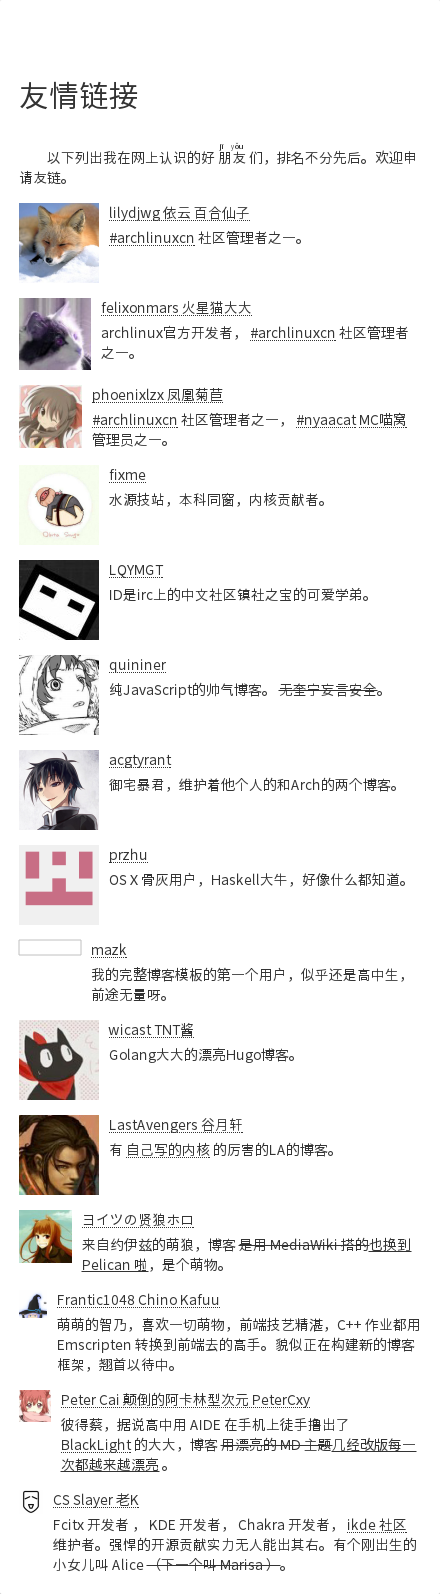 友情链接
jī yǒu
以下列出我在网上认识的好 朋友 们，排名不分先后。欢迎申
请友链。
lilydjwg 依云 百合仙子
#archlinuxcn 社区管理者之一。
felixonmars 火星猫大大
archlinux官方开发者， #archlinuxcn 社区管理者
之一。
phoenixlzx 凤凰菊苣
#archlinuxcn 社区管理者之一， #nyaacat MC喵窝
管理员之一。
fixme
水源技站，本科同窗，内核贡献者。
LQYMGT
ID是irc上的中文社区镇社之宝的可爱学弟。
quininer
纯JavaScript的帅气博客。 无奎宁妄言安全。
acgtyrant
御宅暴君，维护着他个人的和Arch的两个博客。
przhu
OS X 骨灰用户，Haskell大牛，好像什么都知道。
mazk
我的完整博客模板的第一个用户，似乎还是高中生，
前途无量呀。
wicast TNT酱
Golang大大的漂亮Hugo博客。
LastAvengers 谷月轩
有 自己写的内核 的厉害的LA的博客。
ヨイツの贤狼ホロ
来自约伊兹的萌狼，博客 是用 MediaWiki 搭的也换到
Pelican 啦，是个萌物。
Frantic1048 Chino Kafuu
萌萌的智乃，喜欢一切萌物，前端技艺精湛，C++ 作业都用
Emscripten 转换到前端去的高手。貌似正在构建新的博客
框架，翘首以待中。
Peter Cai 颠倒的阿卡林型次元 PeterCxy
彼得蔡，据说高中用 AIDE 在手机上徒手撸出了
BlackLight 的大大，博客 用漂亮的 MD 主题几经改版每一
次都越来越漂亮 。
CS Slayer 老K
Fcitx 开发者 ， KDE 开发者， Chakra 开发者， ikde 社区
维护者。强悍的开源贡献实力无人能出其右。有个刚出生的
小女儿叫 Alice （下一个叫 Marisa ）。